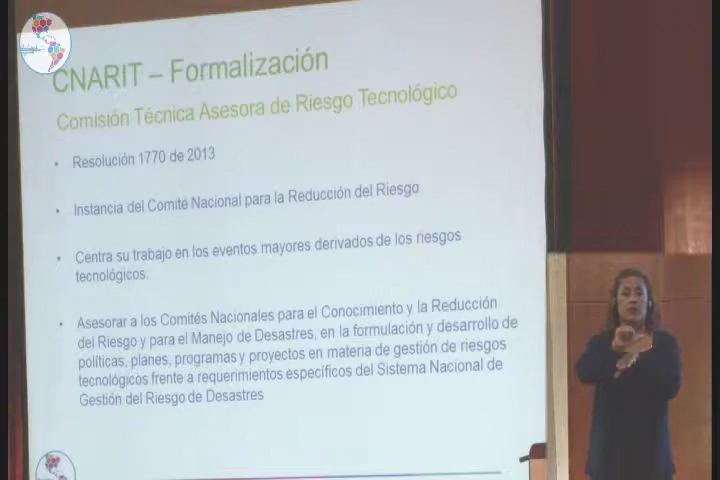 CNARIT – Formalización
Comisión Técnica Asesora de Riesgo Tecnológico
• Resolución 1770 de 2013
• Instancia del Comité Nacional para la Reducción del Riesgo
• Centra su trabajo en los eventos mayores derivados de los riesgos
tecnológicos.
• Asesorar a los Comités Nacionales para el Conocimiento y la Reducción
del Riesgo y para el Manejo de Desastres, en la formulación y desarrollo de
políticas, planes, programas y proyectos en materia de gestión de riesgos
tecnológicos frente a requerimientos específicos del Sistema Nacional de
Gestión del Riesgo de Desastres